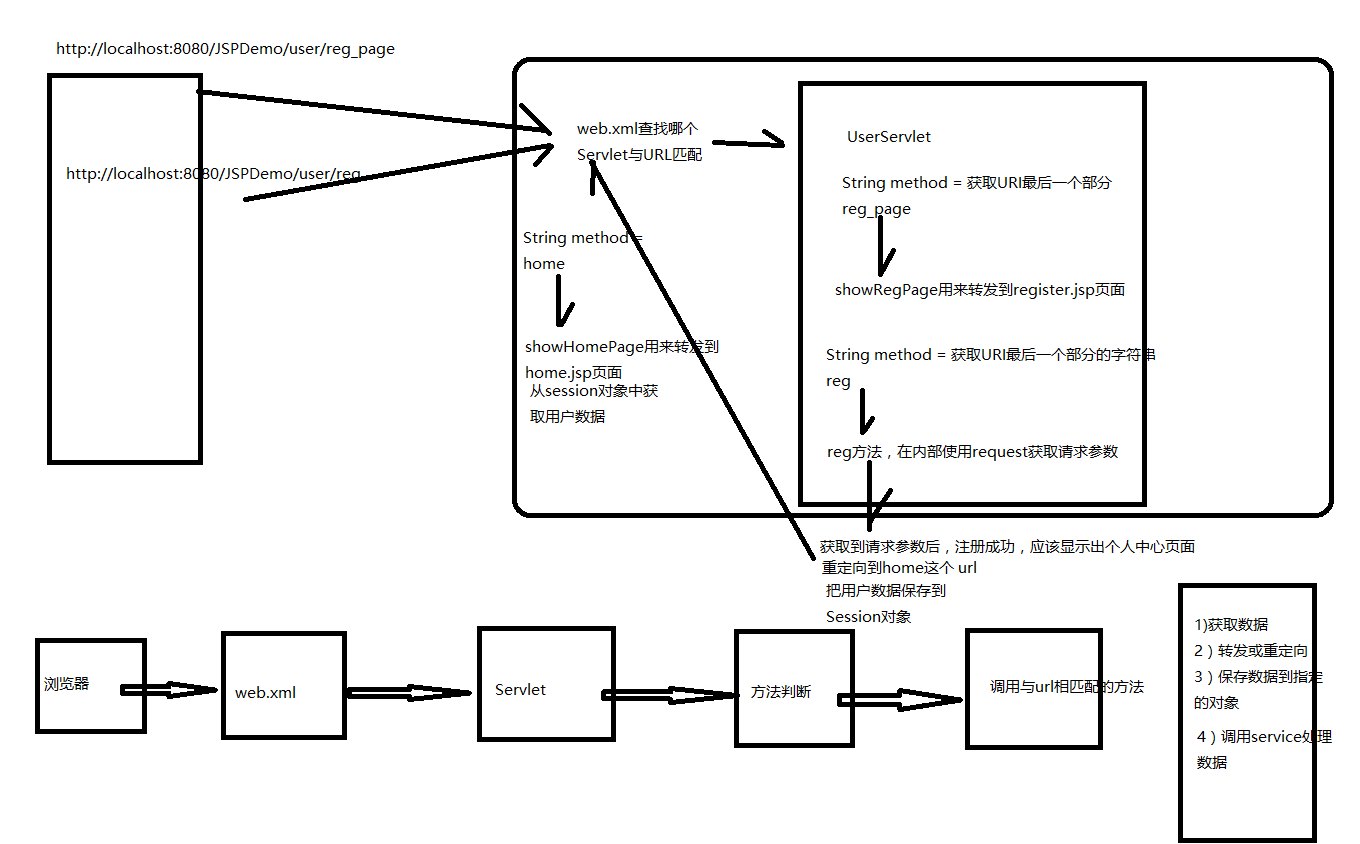 http://localhost:8080/JSPDemo/user/reg_page
http://localhost:8080/JSPDemo/user/reg
web.xml查找哪个
Servlet与URL匹配
String method =
home
showHomePage用来转发到
home.jsp页面
从session对象中获
取用户数据
UserServlet
String method = 获取URI最后一个部分
reg_page
showRegPage用来转发到register.jsp页面
String method = 获取URI最后一个部分的字符串
reg
reg方法，在内部使用request获取请求参数
获取到请求参数后，注册成功，应该显示出个人中心页面
重定向到home这个 url
把用户数据保存到
Session对象
浏览器
web.xml
Servlet
方法判断
调用与url相匹配的方法
1)获取数据
2）转发或重定向
3）保存数据到指定
的对象
4）调用service处理
数据